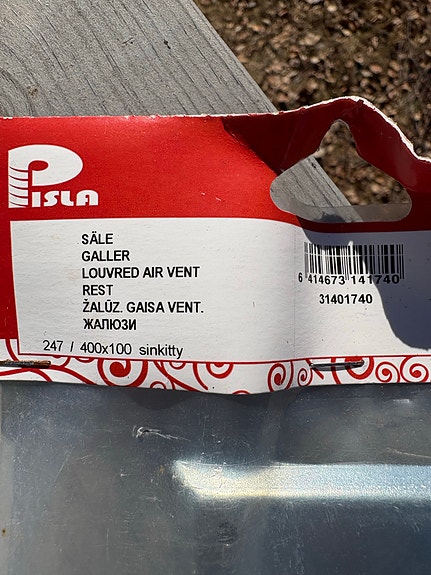 PISLA
SÄLE
GALLER
LOUVRED AIR VENT
REST
ŽALŪZ. GAISA VENT.
ЖАЛЮЗИ
247 / 400x100 sinkitty
6 414673 141740
31401740